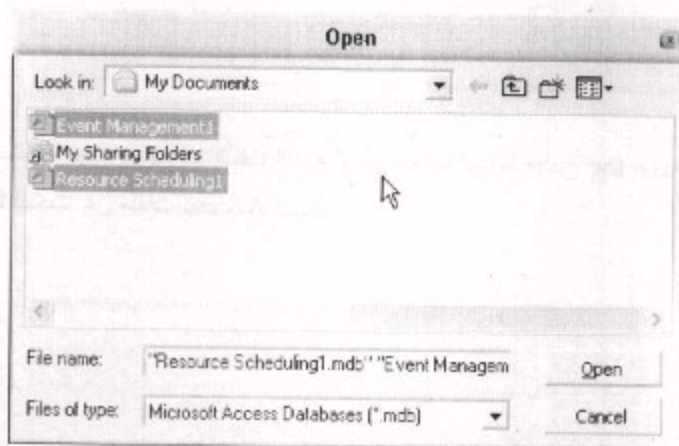 Open
Look in: My Documents
Event Management1
My Sharing Folders
Resource Scheduling1
File name: "Resource Scheduling1.mdb" "Event Managem
Open
Files of type: Microsoft Access Databases (*.mdb)
Cancel